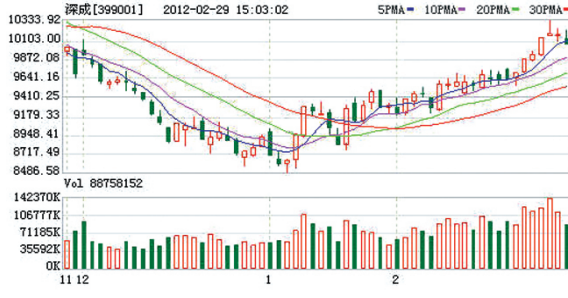 深成[399001] 2012-02-29 15:03:02 5PMA 10PMA 20PMA 30PMA
10333.92
10103.00
9872.08
9641.16
9410.25
9179.33
8948.41
8717.49
8486.58
Vol 88758152
142370K
106777K
71185K
35592K
0K
11 12 1 2